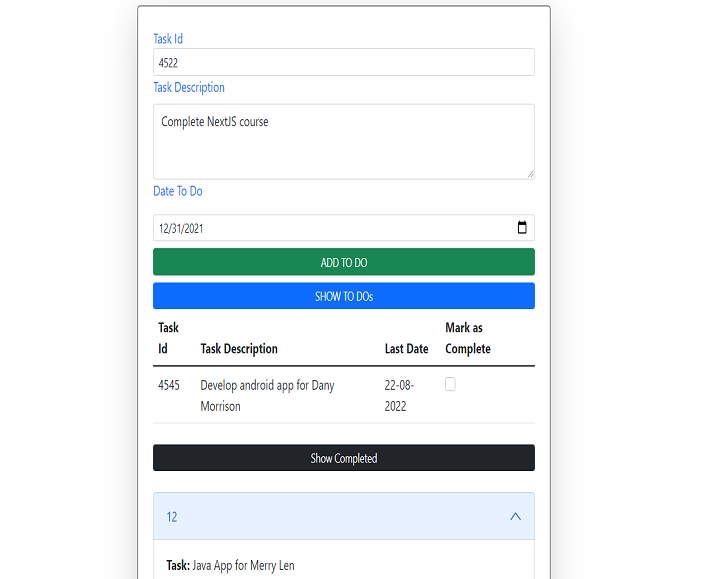 Task Id
4522
Task Description
Complete NextJS course
Date To Do
12/31/2021
ADD TO DO
SHOW TO DOs
Task Id Task Description Last Date Mark as Complete
4545 Develop android app for Dany Morrison 22-08-2022
Show Completed
12
Task: Java App for Merry Len